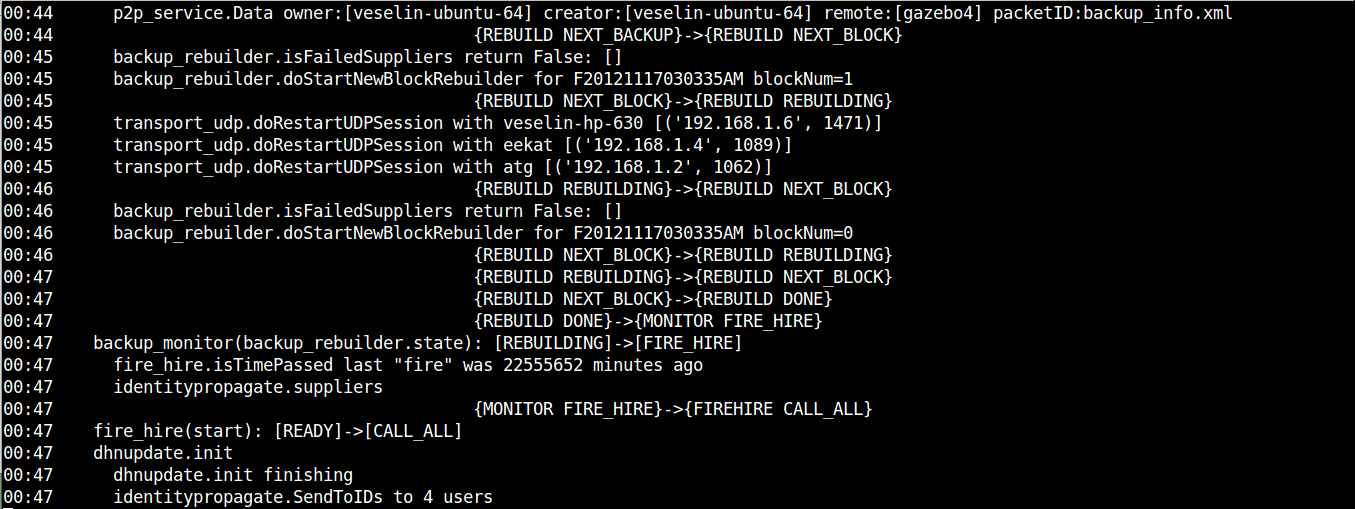 00:44      p2p_service.Data owner:[veselin-ubuntu-64] creator:[veselin-ubuntu-64] remote:[gazebo4] packetID:backup_info.xml
00:44                                          {REBUILD NEXT_BACKUP}->{REBUILD NEXT_BLOCK}
00:45      backup_rebuilder.isFailedSuppliers return False: []
00:45      backup_rebuilder.doStartNewBlockRebuilder for F20121117030335AM blockNum=1
00:45                                          {REBUILD NEXT_BLOCK}->{REBUILD REBUILDING}
00:45      transport_udp.doRestartUDPSession with veselin-hp-630 [('192.168.1.6', 1471)]
00:45      transport_udp.doRestartUDPSession with eekat [('192.168.1.4', 1089)]
00:45      transport_udp.doRestartUDPSession with atg [('192.168.1.2', 1062)]
00:46                                          {REBUILD REBUILDING}->{REBUILD NEXT_BLOCK}
00:46      backup_rebuilder.isFailedSuppliers return False: []
00:46      backup_rebuilder.doStartNewBlockRebuilder for F20121117030335AM blockNum=0
00:46                                          {REBUILD NEXT_BLOCK}->{REBUILD REBUILDING}
00:47                                          {REBUILD REBUILDING}->{REBUILD NEXT_BLOCK}
00:47                                          {REBUILD NEXT_BLOCK}->{REBUILD DONE}
00:47                                          {REBUILD DONE}->{MONITOR FIRE_HIRE}
00:47    backup_monitor(backup_rebuilder.state): [REBUILDING]->[FIRE_HIRE]
00:47      fire_hire.isTimePassed last "fire" was 22555652 minutes ago
00:47      identitypropagate.suppliers
00:47                                          {MONITOR FIRE_HIRE}->{FIREHIRE CALL_ALL}
00:47    fire_hire(start): [READY]->[CALL_ALL]
00:47    dhnupdate.init
00:47      dhnupdate.init finishing
00:47      identitypropagate.SendToIDs to 4 users